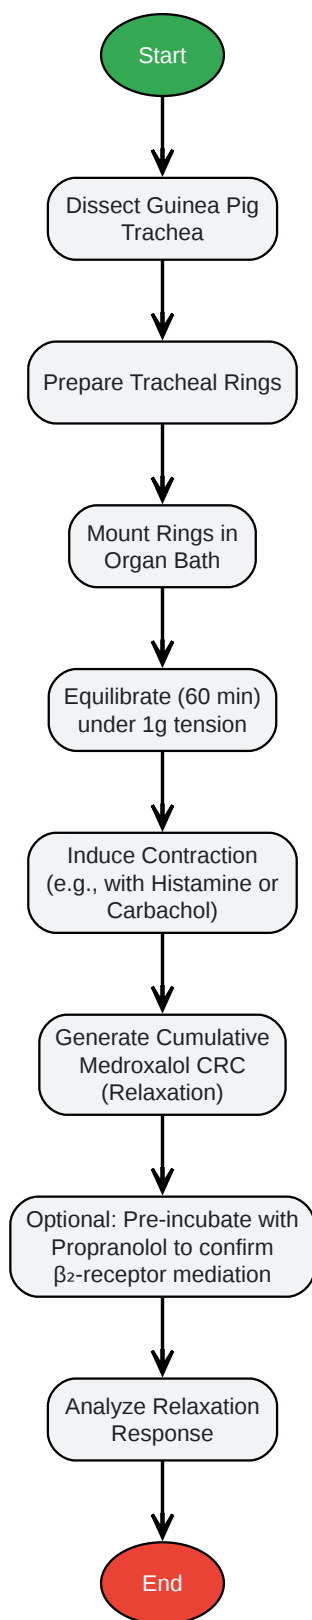 Start
Dissect Guinea Pig
Trachea
Prepare Tracheal Rings
Mount Rings in
Organ Bath
Equilibrate (60 min)
under 1g tension
Induce Contraction
(e.g., with Histamine or
Carbachol)
Generate Cumulative
Medroxalol CRC
(Relaxation)
Optional: Pre-incubate with
Propranolol to confirm
β₂-receptor mediation
Analyze Relaxation
Response
End